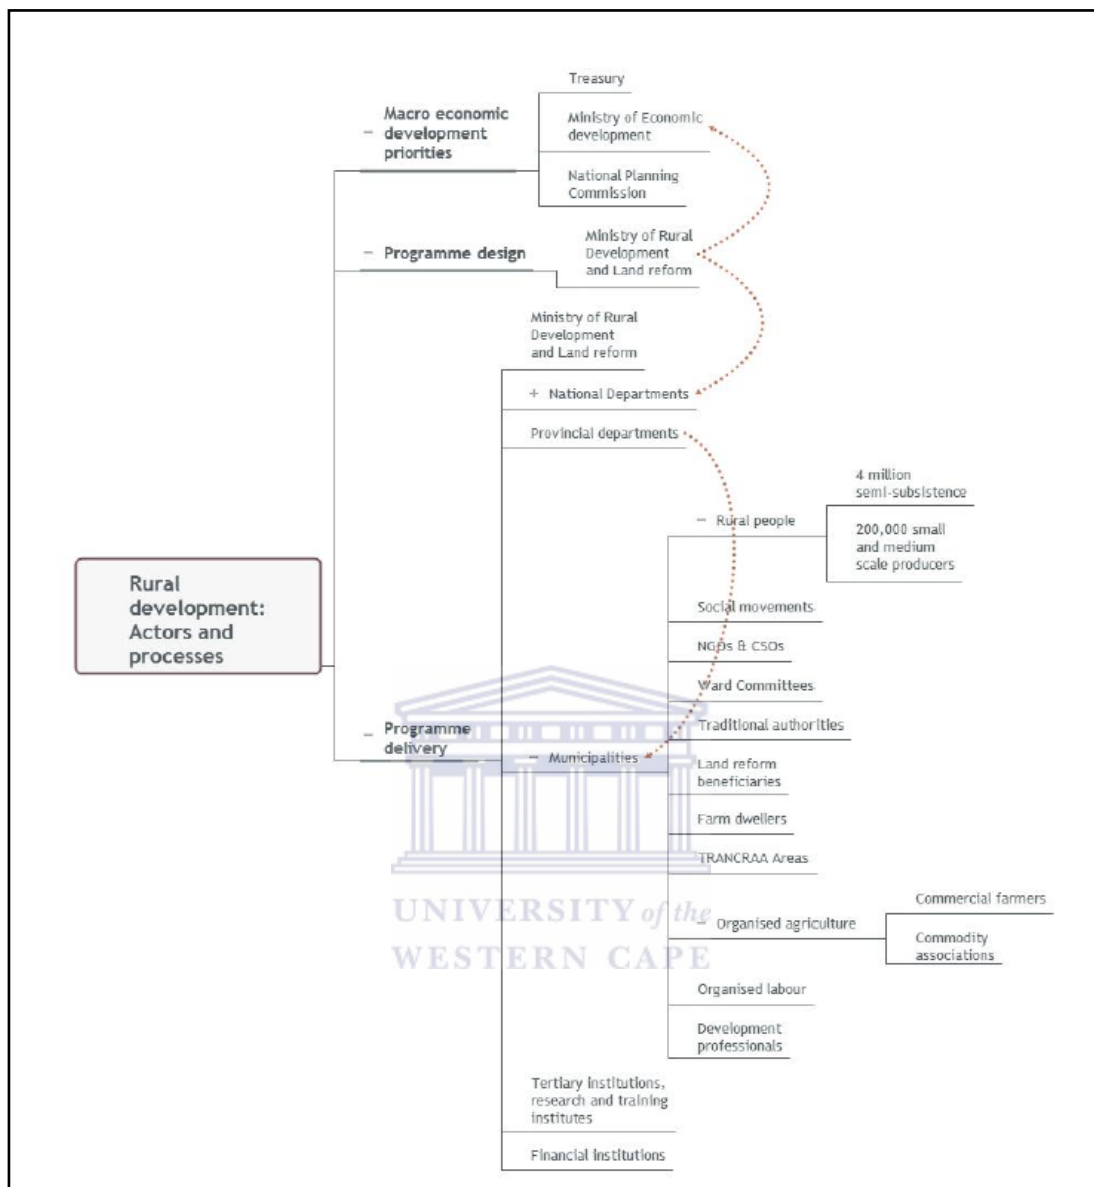 Treasury
Macro economic
development
priorities
Ministry of Economic
development
National Planning
Commission
Programme design
Ministry of Rural
Development
and Land reform
Ministry of Rural
Development
and Land reform
National Departments
Provincial departments
4 million
semi-subsistence
Rural people
200,000 small
and medium
scale producers
Rural
development:
Actors and
processes
Social movements
NGOs & CSOs
Ward Committees
Traditional authorities
Programme
delivery
Municipalities
Land reform
beneficiaries
Farm dwellers
TRANCRAA Areas
UNIVERSITY of the
WESTERN CAPE
Organised agriculture
Commercial farmers
Commodity
associations
Organised labour
Development
professionals
Tertiary institutions,
research and training
institutes
Financial institutions